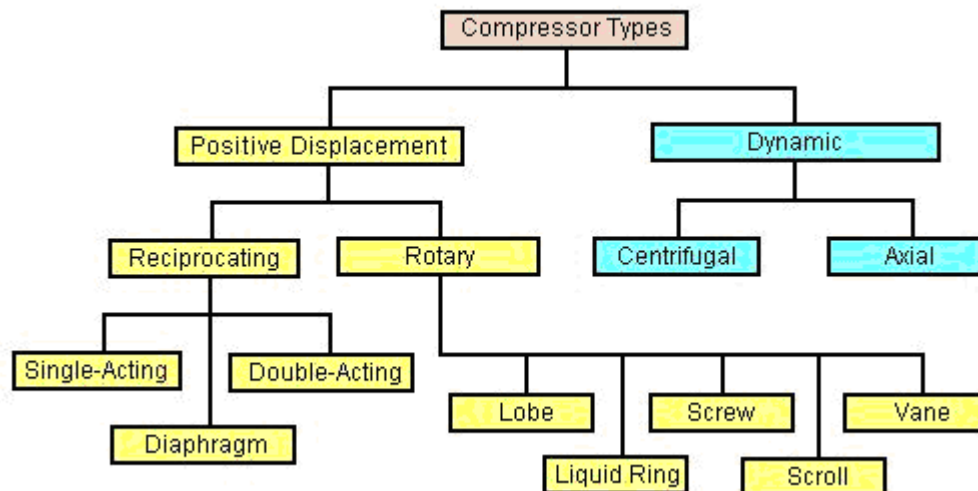 Compressor Types
Positive Displacement
Dynamic
Reciprocating
Rotary
Centrifugal
Axial
Single-Acting
Double-Acting
Diaphragm
Lobe
Screw
Vane
Liquid Ring
Scroll